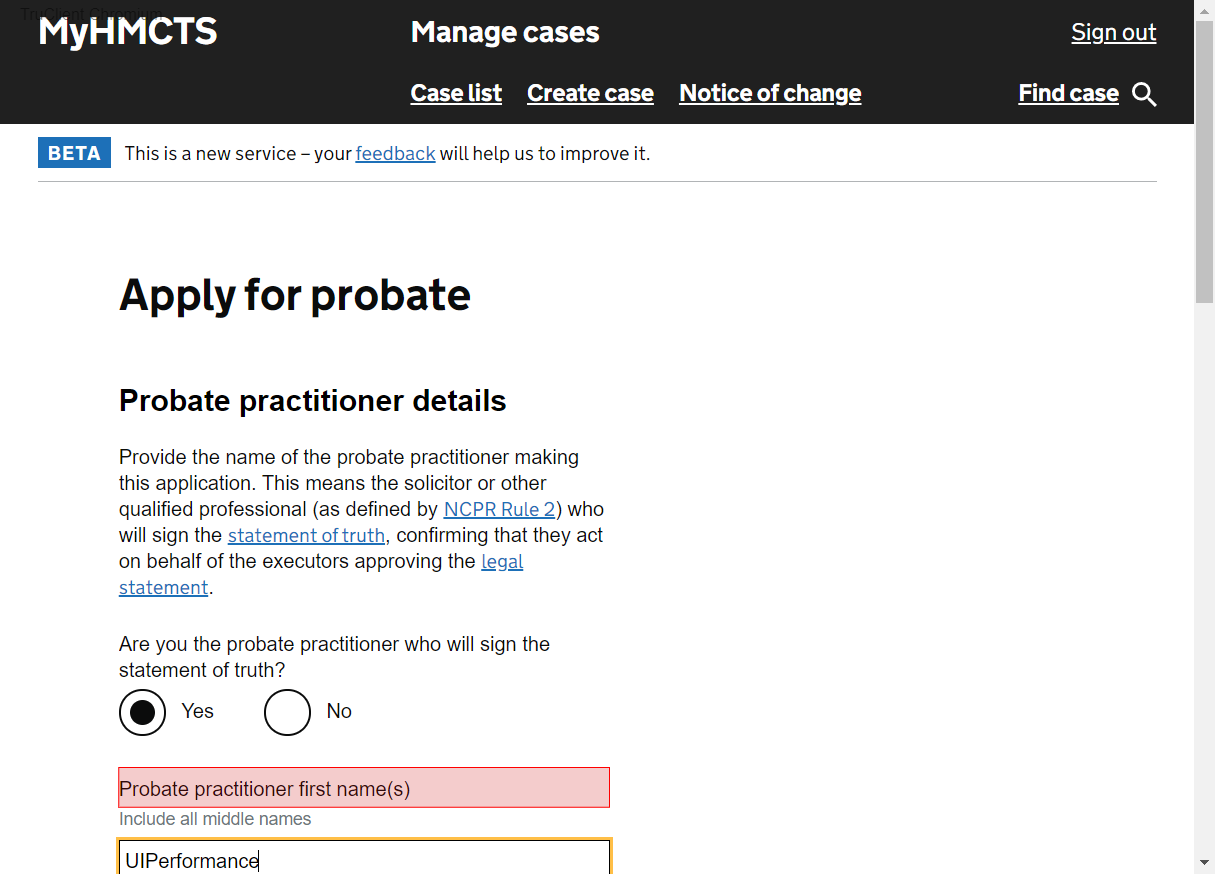 TruClient Chromium
MyHMCTS
Manage cases
Sign out
Case list
Create case
Notice of change
Find case
BETA This is a new service – your feedback will help us to improve it.
Apply for probate
Probate practitioner details
Provide the name of the probate practitioner making
this application. This means the solicitor or other
qualified professional (as defined by NCPR Rule 2) who
will sign the statement of truth, confirming that they act
on behalf of the executors approving the legal
statement.
Are you the probate practitioner who will sign the
statement of truth?
Yes No
Probate practitioner first name(s)
Include all middle names
UIPerformance